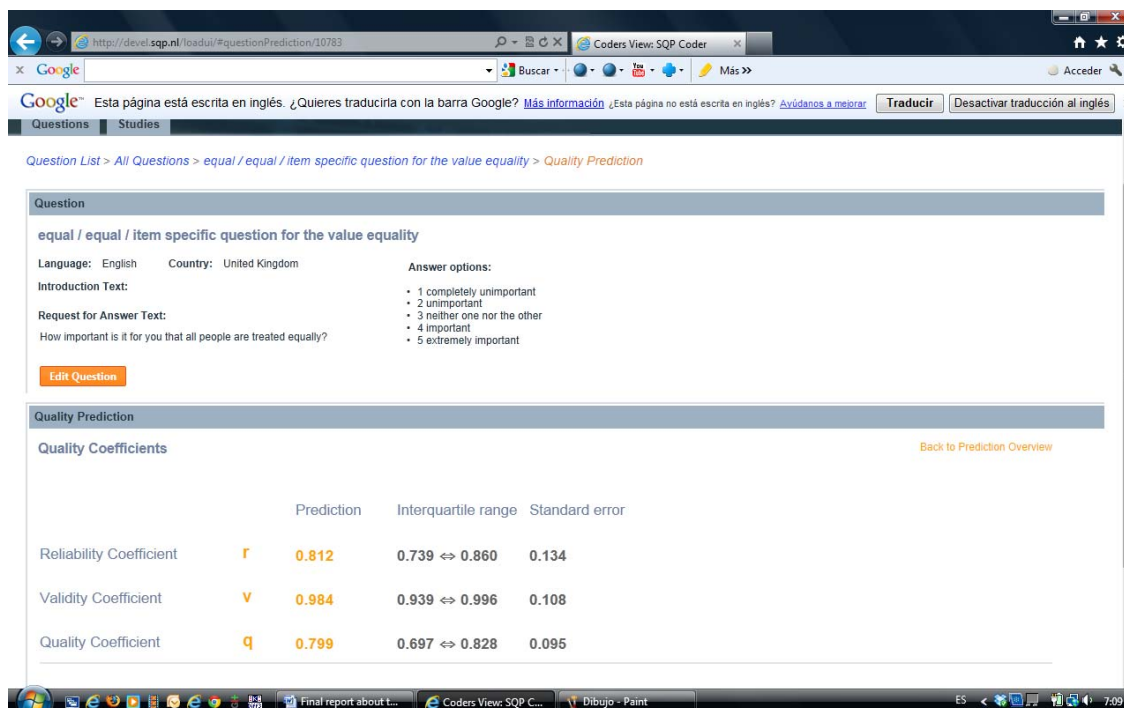 http://devel.sqp.nl/loadui/#questionPrediction/10783
Coders View: SQP Coder
x Google
Buscar
Más >>
Acceder
Google™ Esta página está escrita en inglés. ¿Quieres traducirla con la barra Google? Más información ¿Esta página no está escrita en inglés? Ayúdanos a mejorar Traducir Desactivar traducción al inglés
Questions Studies
Question List > All Questions > equal / equal / item specific question for the value equality > Quality Prediction
Question
equal / equal / item specific question for the value equality
Language: English Country: United Kingdom
Introduction Text:
Request for Answer Text:
How important is it for you that all people are treated equally?
Answer options:
• 1 completely unimportant
• 2 unimportant
• 3 neither one nor the other
• 4 important
• 5 extremely important
Edit Question
Quality Prediction
Quality Coefficients
Back to Prediction Overview
Prediction Interquartile range Standard error
Reliability Coefficient r 0.812 0.739 ⇔ 0.860 0.134
Validity Coefficient v 0.984 0.939 ⇔ 0.996 0.108
Quality Coefficient q 0.799 0.697 ⇔ 0.828 0.095
Final report about t... Coders View: SQP C... Dibujo - Paint ES 7:09